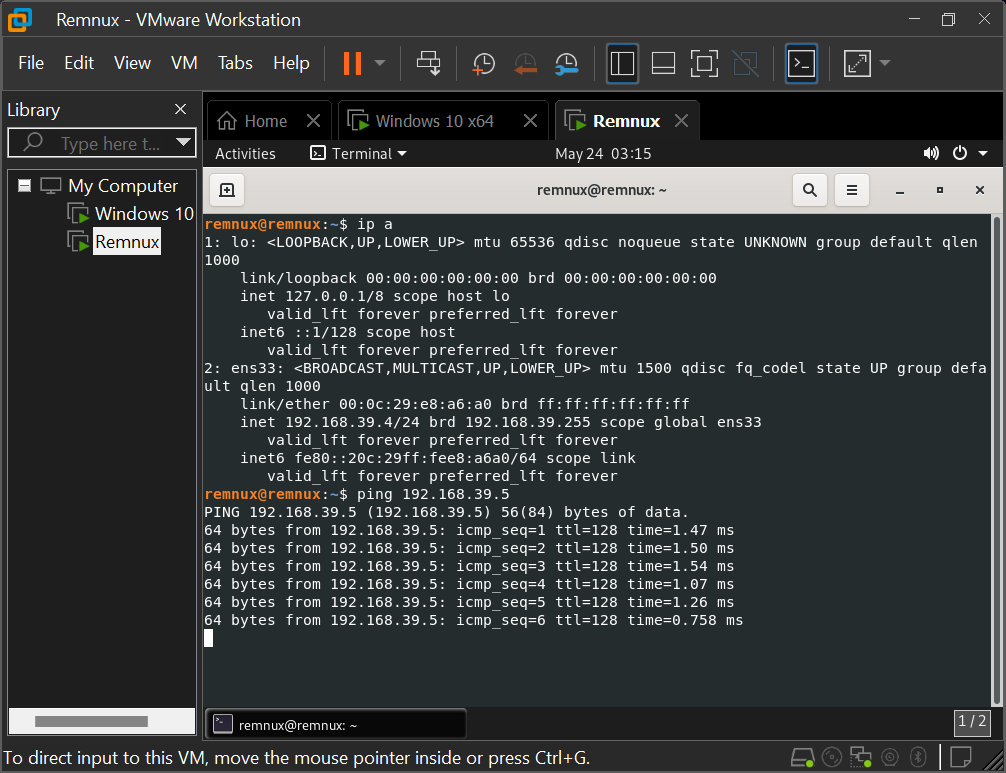 Remnux - VMware Workstation
File Edit View VM Tabs Help
Library
Type here t...
My Computer
Windows 10
Remnux
Home
Windows 10 x64
Remnux
Activities
Terminal
May 24 03:15
remnux@remnux: ~
remnux@remnux:~$ ip a
1: lo: <LOOPBACK,UP,LOWER_UP> mtu 65536 qdisc noqueue state UNKNOWN group default qlen
1000
link/loopback 00:00:00:00:00:00 brd 00:00:00:00:00:00
inet 127.0.0.1/8 scope host lo
valid_lft forever preferred_lft forever
inet6 ::1/128 scope host
valid_lft forever preferred_lft forever
2: ens33: <BROADCAST,MULTICAST,UP,LOWER_UP> mtu 1500 qdisc fq_codel state UP group defa
ult qlen 1000
link/ether 00:0c:29:e8:a6:a0 brd ff:ff:ff:ff:ff:ff
inet 192.168.39.4/24 brd 192.168.39.255 scope global ens33
valid_lft forever preferred_lft forever
inet6 fe80::20c:29ff:fee8:a6a0/64 scope link
valid_lft forever preferred_lft forever
remnux@remnux:~$ ping 192.168.39.5
PING 192.168.39.5 (192.168.39.5) 56(84) bytes of data.
64 bytes from 192.168.39.5: icmp_seq=1 ttl=128 time=1.47 ms
64 bytes from 192.168.39.5: icmp_seq=2 ttl=128 time=1.50 ms
64 bytes from 192.168.39.5: icmp_seq=3 ttl=128 time=1.54 ms
64 bytes from 192.168.39.5: icmp_seq=4 ttl=128 time=1.07 ms
64 bytes from 192.168.39.5: icmp_seq=5 ttl=128 time=1.26 ms
64 bytes from 192.168.39.5: icmp_seq=6 ttl=128 time=0.758 ms
remnux@remnux: ~
1 / 2
To direct input to this VM, move the mouse pointer inside or press Ctrl+G.